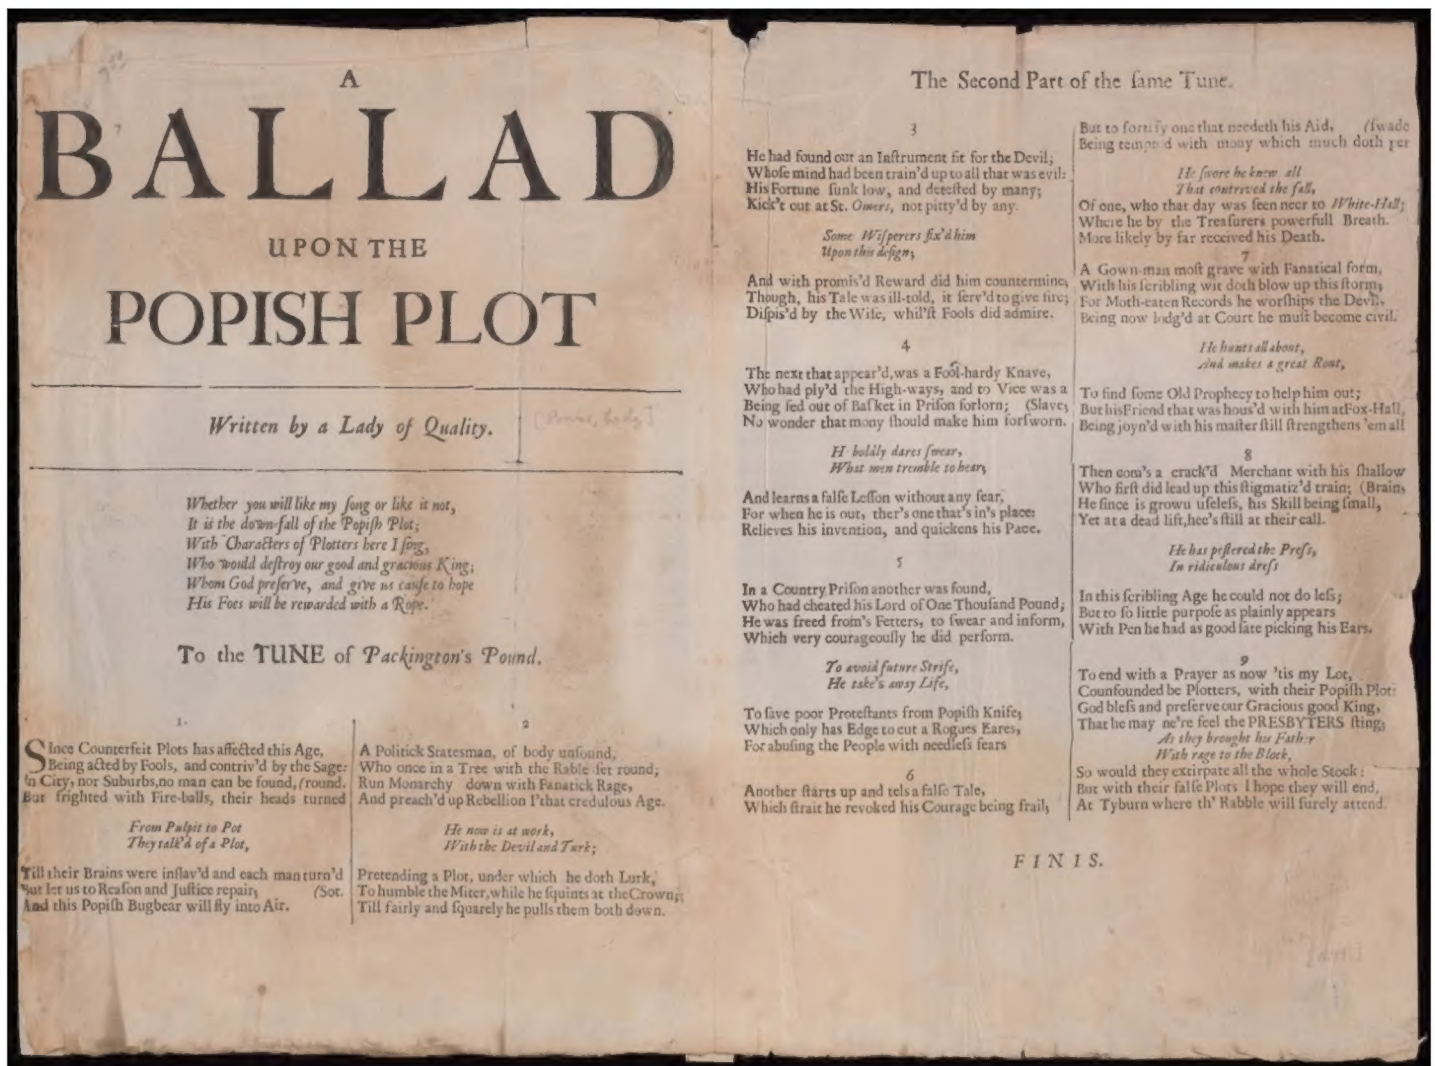 A
BALLAD
UPON THE
POPISH PLOT
Written by a Lady of Quality.
Whether you will like my ſong or like it not,
It is the down-fall of the Popiſh Plot;
With Characters of Plotters here I ſing,
Who would deſtroy our good and gracious King;
Whom God preſerve, and give us cauſe to hope
His Foes will be rewarded with a Rope.
To the TUNE of Packington's Pound.
1.
SInce Counterfeit Plots has affected this Age,
Being acted by Fools, and contriv'd by the Sage:
In City, nor Suburbs, no man can be found, (round.
But frighted with Fire-balls, their heads turned
From Pulpit to Pot
They talk'd of a Plot,
Till their Brains were inſlav'd and each man turn'd
But let us to Reaſon and Juſtice repair; (Sot.
And this Popiſh Bugbear will fly into Air.
2
A Politick Statesman, of body unſound,
Who once in a Tree with the Rable ſet round;
Run Monarchy down with Fanatick Rage,
And preach'd up Rebellion I'that credulous Age.
He now is at work,
With the Devil and Turk;
Pretending a Plot, under which he doth Lurk,
To humble the Miter, while he ſquints at the Crown;
Till fairly and ſquarely he pulls them both down.
The Second Part of the ſame Tune.
3
He had found out an Inſtrument fit for the Devil;
Whoſe mind had been train'd up to all that was evil:
His Fortune ſunk low, and deteſted by many;
Kick't out at St. Omers, not pitty'd by any.
Some Wiſperers fix'd him
Upon this deſign;
And with promis'd Reward did him countermine;
Though, his Tale was ill-told, it ſerv'd to give fire;
Diſpis'd by the Wiſe, whil'ſt Fools did admire.
4
The next that appear'd, was a Fool-hardy Knave,
Who had ply'd the High-ways, and to Vice was a
Being fed out of Baſket in Priſon forlorn; (Slave;
No wonder that mony ſhould make him forſworn.
H boldly dares ſwear,
What men tremble to hear;
And learns a falſe Leſſon without any fear,
For when he is out, ther's one that's in's place:
Relieves his invention, and quickens his Pace.
5
In a Country Priſon another was found,
Who had cheated his Lord of One Thouſand Pound;
He was freed from's Fetters, to ſwear and inform,
Which very courageouſly he did perform.
To avoid future Strife,
He take's away Life,
To ſave poor Proteſtants from Popiſh Knife;
Which only has Edge to cut a Rogues Eares,
For abuſing the People with needleſs fears
6
Another ſtarts up and tels a falſe Tale,
Which ſtrait he revoked his Courage being frail;
But to fortify one that needeth his Aid, (ſwade
Being tempted with mony which much doth per
He ſwore he knew all
That contrived the fall,
Of one, who that day was ſeen neer to White-Hall;
Where he by the Treaſurers powerfull Breath.
More likely by far received his Death.
7
A Gown-man moſt grave with Fanatical form,
With his ſcribling wit doth blow up this ſtorm;
For Moth-eaten Records he worſhips the Devil,
Being now lodg'd at Court he muſt become civil.
He hunts all about,
And makes a great Rout,
To find ſome Old Prophecy to help him out;
But his Friend that was hous'd with him at Fox-Hall,
Being joyn'd with his maſter ſtill ſtrengthens 'em all
8
Then com's a crack'd Merchant with his ſhallow
Who firſt did lead up this ſtigmatiz'd train; (Brain,
He ſince is grown uſeleſs, his Skill being ſmall,
Yet at a dead lift, hee's ſtill at their call.
He has peſtered the Preſs,
In ridiculous dreſs
In this ſcribling Age he could not do leſs;
But to ſo little purpoſe as plainly appears
With Pen he had as good fate picking his Ears.
9
To end with a Prayer as now 'tis my Lot,
Counfounded be Plotters, with their Popiſh Plot:
God bleſs and preſerve our Gracious good King,
That he may ne're feel the PRESBYTERS ſting;
As they brought his Father
With rage to the Block,
So would they extirpate all the whole Stock:
But with their falſe Plots I hope they will end,
At Tyburn where th' Rabble will ſurely attend.
FINIS.